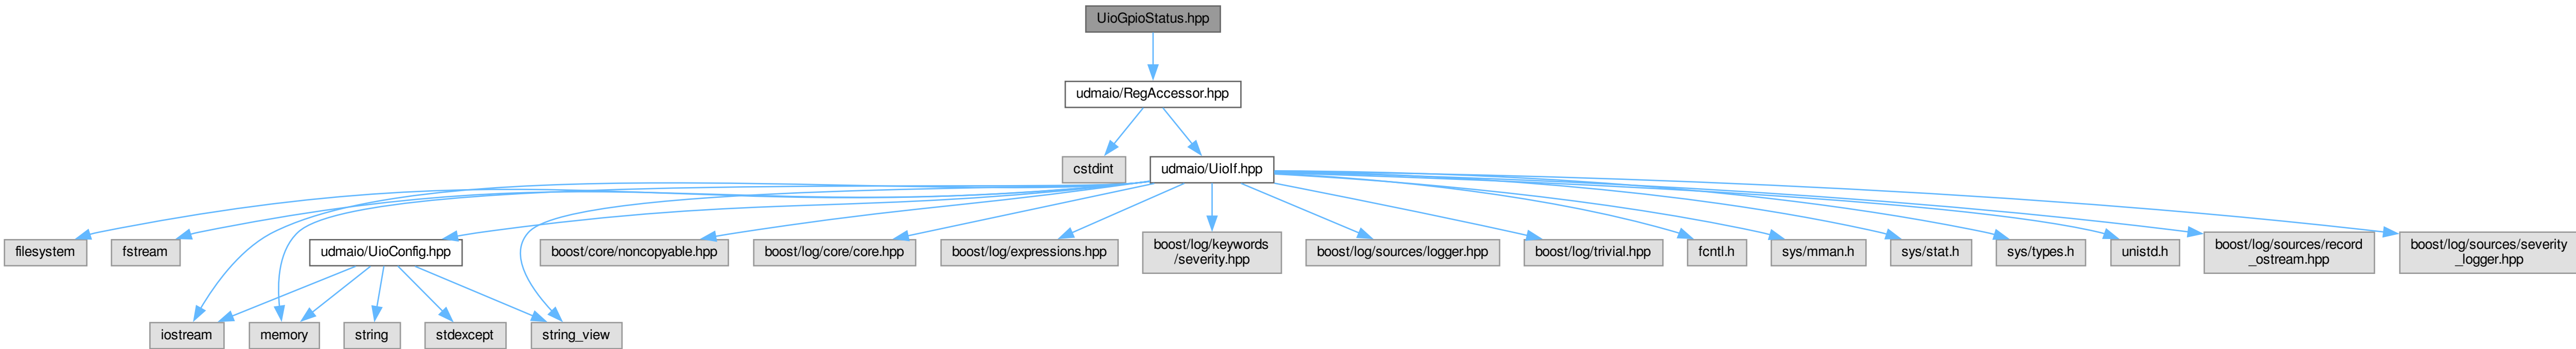 UioGpioStatus.hpp
udmaio/RegAccessor.hpp
cstdint
udmaio/UioIf.hpp
filesystem
fstream
udmaio/UioConfig.hpp
boost/core/noncopyable.hpp
boost/log/core/core.hpp
boost/log/expressions.hpp
boost/log/keywords
/severity.hpp
boost/log/sources/logger.hpp
boost/log/trivial.hpp
fcntl.h
sys/mman.h
sys/stat.h
sys/types.h
unistd.h
boost/log/sources/record
_ostream.hpp
boost/log/sources/severity
_logger.hpp
iostream
memory
string
stdexcept
string_view